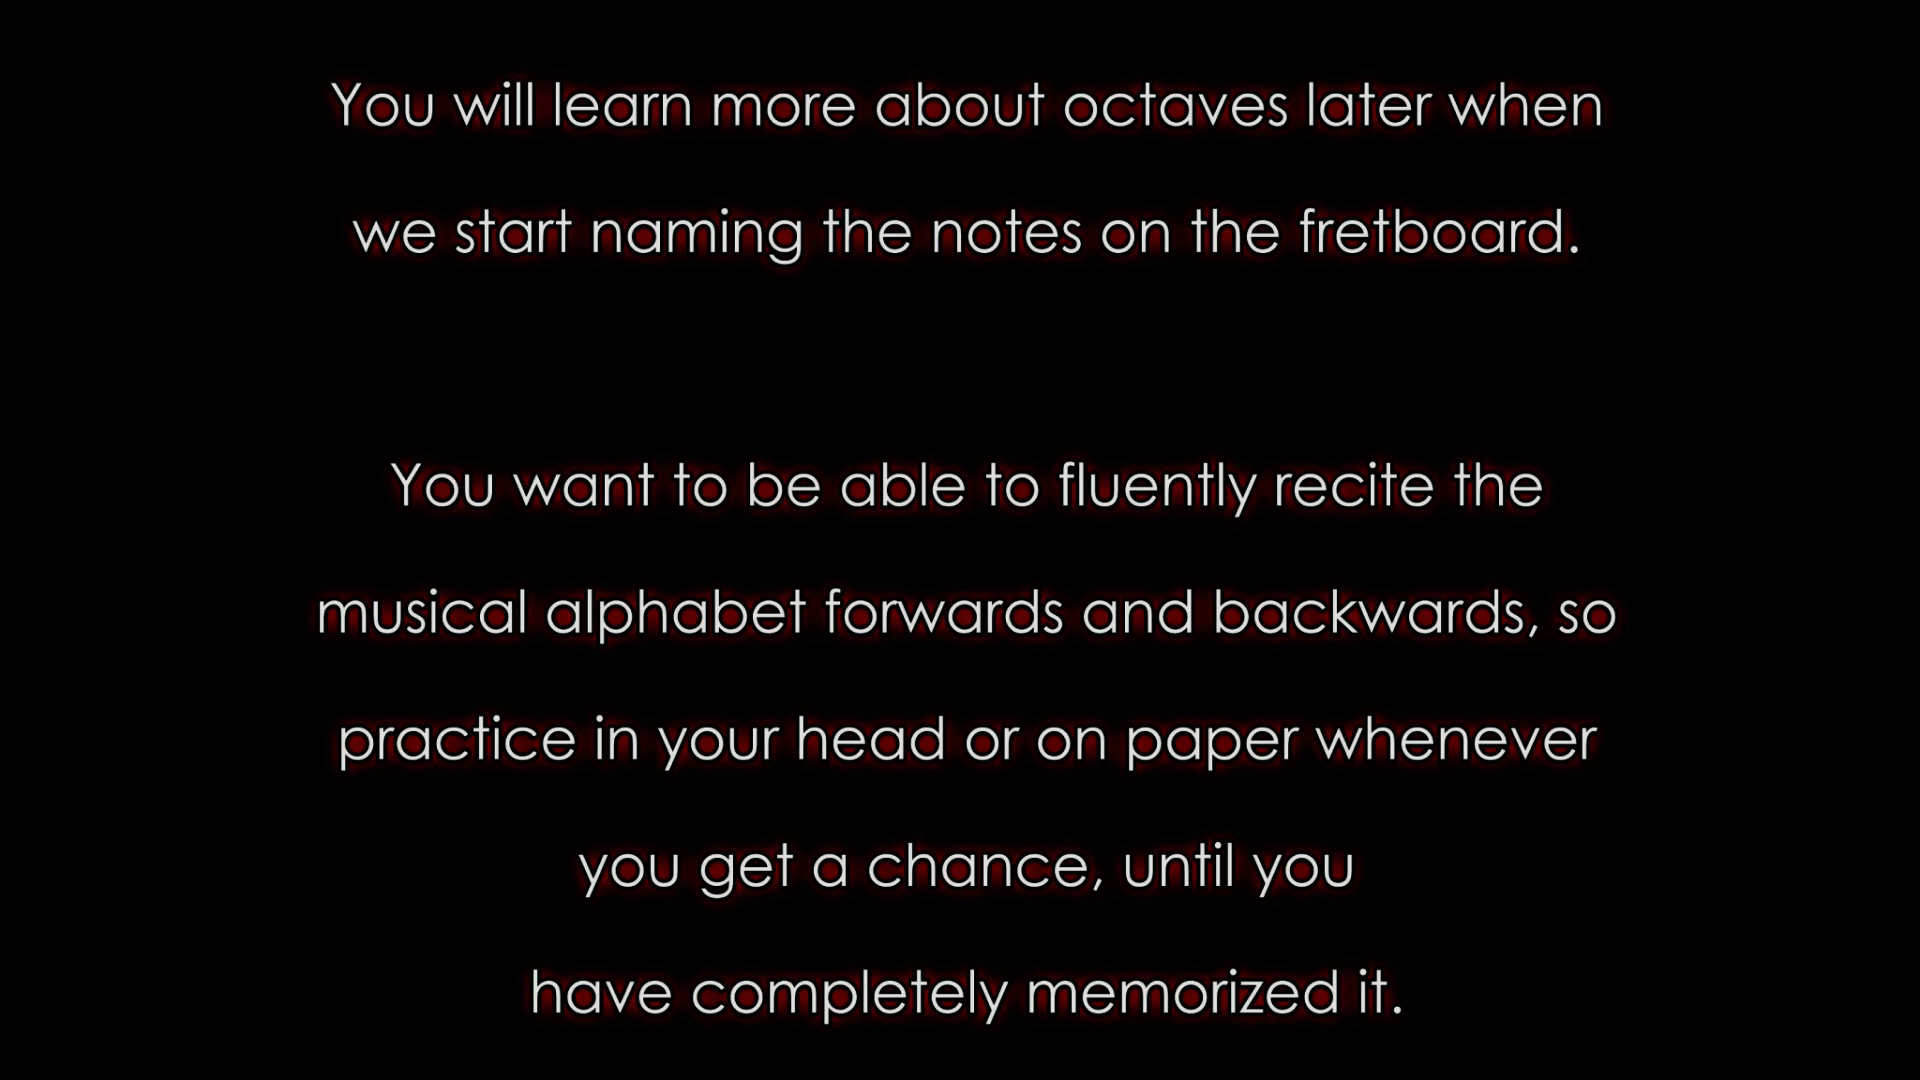 You will learn more about octaves later when
we start naming the notes on the fretboard.
You want to be able to fluently recite the
musical alphabet forwards and backwards, so
practice in your head or on paper whenever
you get a chance, until you
have completely memorized it.